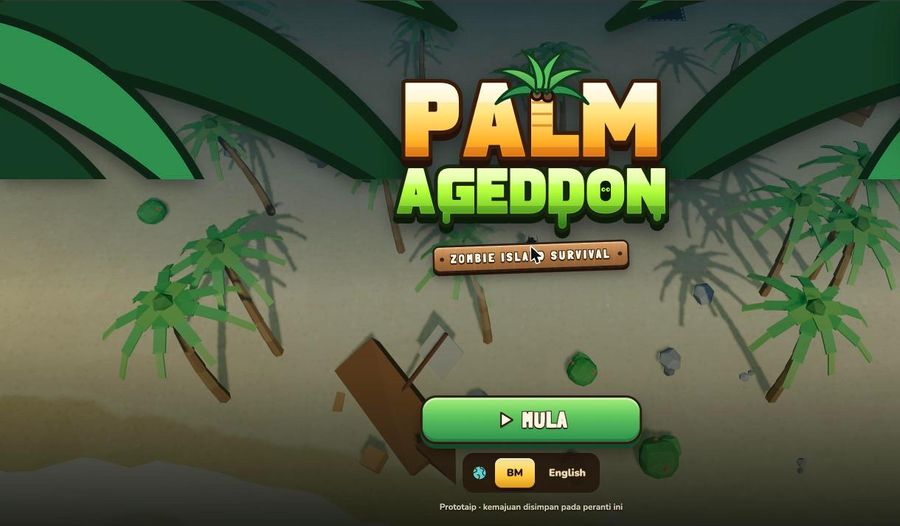 PALM
AGEDDON
ZOMBIE ISLAND SURVIVAL
MULA
BM English
Prototaip · kemajuan disimpan pada peranti ini